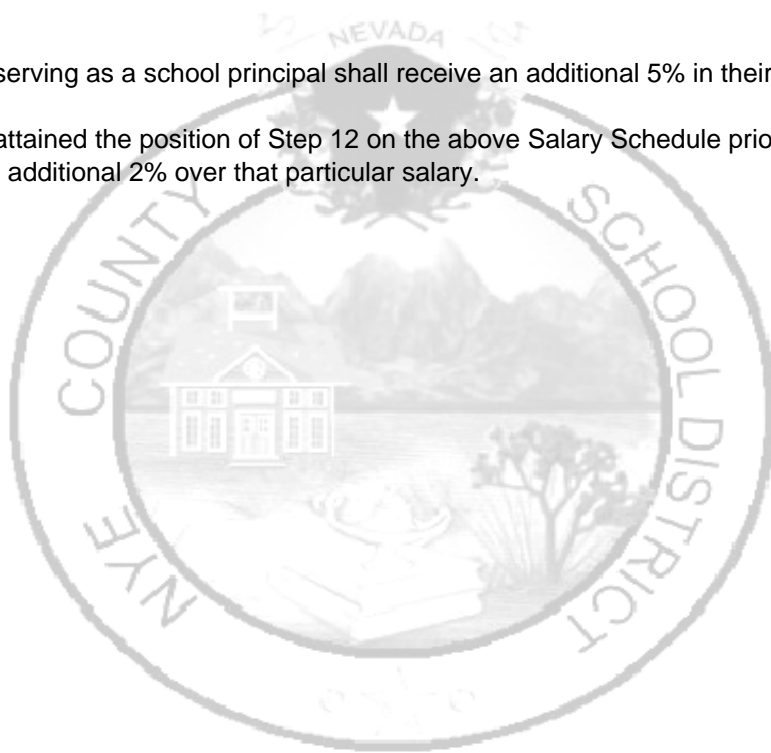 NEVADA
serving as a school principal shall receive an additional 5% in their
attained the position of Step 12 on the above Salary Schedule prio
additional 2% over that particular salary.
NYE COUNTY SCHOOL DISTRICT